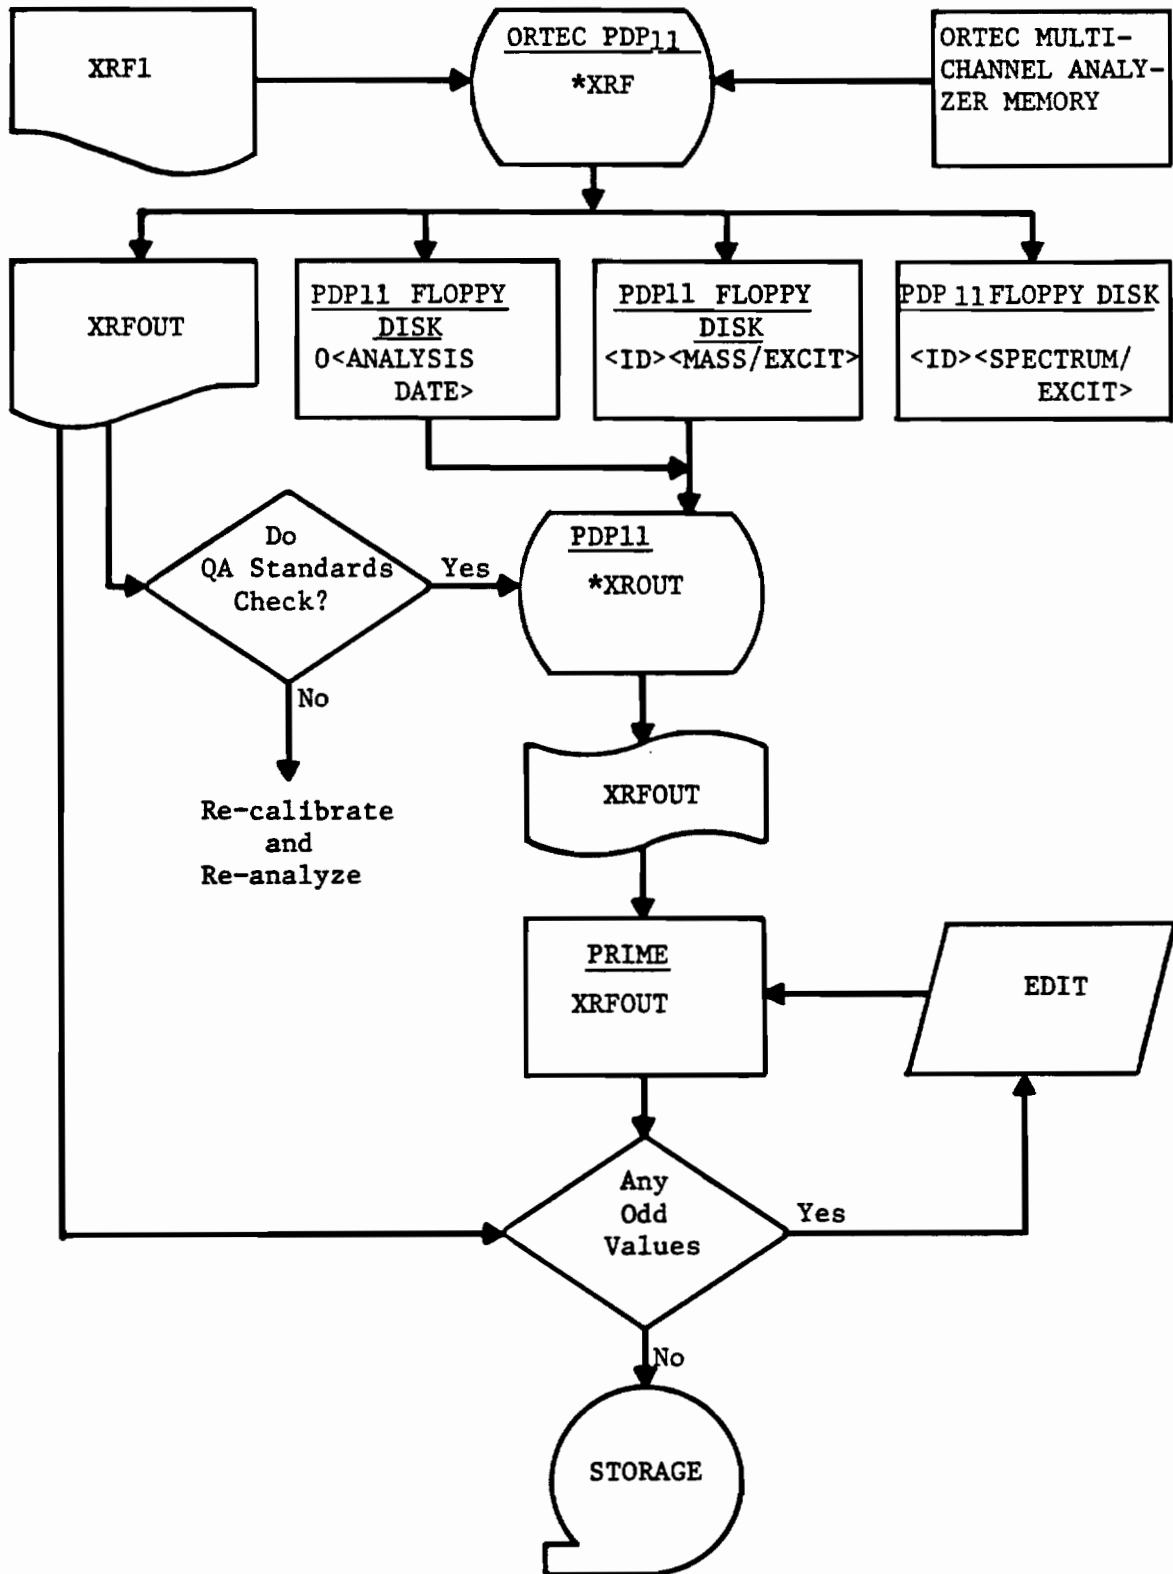 XRF1
ORTEC PDP11
*XRF
ORTEC MULTI-
CHANNEL ANALY-
ZER MEMORY
XRFOUT
PDP11 FLOPPY
DISK
0<ANALYSIS
DATE>
PDP11 FLOPPY
DISK
<ID><MASS/EXCIT>
PDP11 FLOPPY DISK
<ID><SPECTRUM/
EXCIT>
Do
QA Standards
Check?
Yes
PDP11
*XROUT
No
Re-calibrate
and
Re-analyze
XRFOUT
PRIME
XRFOUT
EDIT
Any
Odd
Values
Yes
No
STORAGE